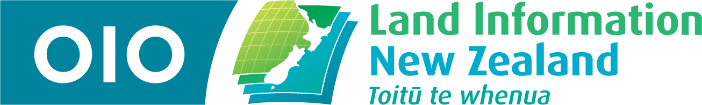 OIO
Land Information
New Zealand
Toitū te whenua